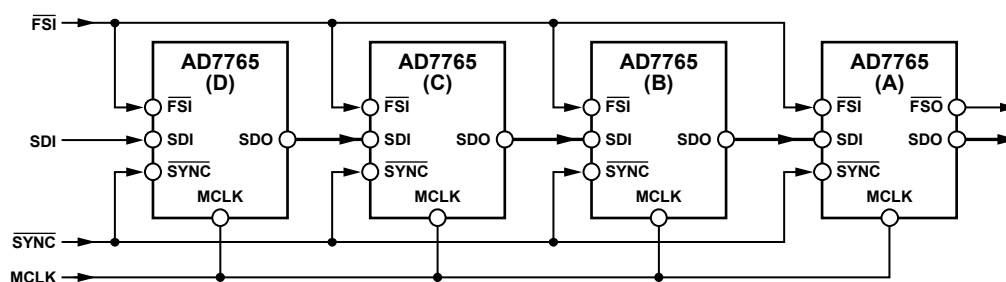 FSI
AD7765
(D)
AD7765
(C)
AD7765
(B)
AD7765
(A)
FSI
FSI
FSI
FSI
FSO
SDI
SDI
SDO
SDI
SDO
SDI
SDO
SDI
SDO
SYNC
SYNC
SYNC
SYNC
MCLK
MCLK
MCLK
MCLK
SYNC
MCLK